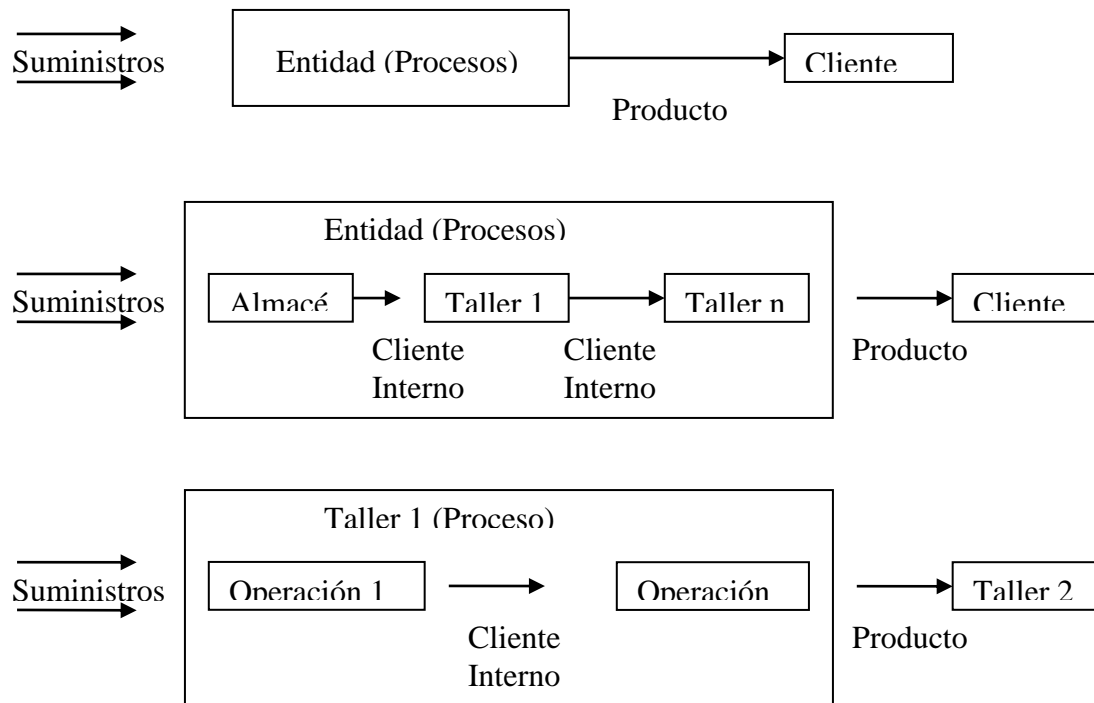 Suministros
Entidad (Procesos)
Cliente
Producto
Entidad (Procesos)
Suministros
Almacé
Taller 1
Taller n
Cliente
Cliente
Interno
Cliente
Interno
Producto
Taller 1 (Proceso)
Suministros
Operación 1
Operación
Taller 2
Cliente
Interno
Producto